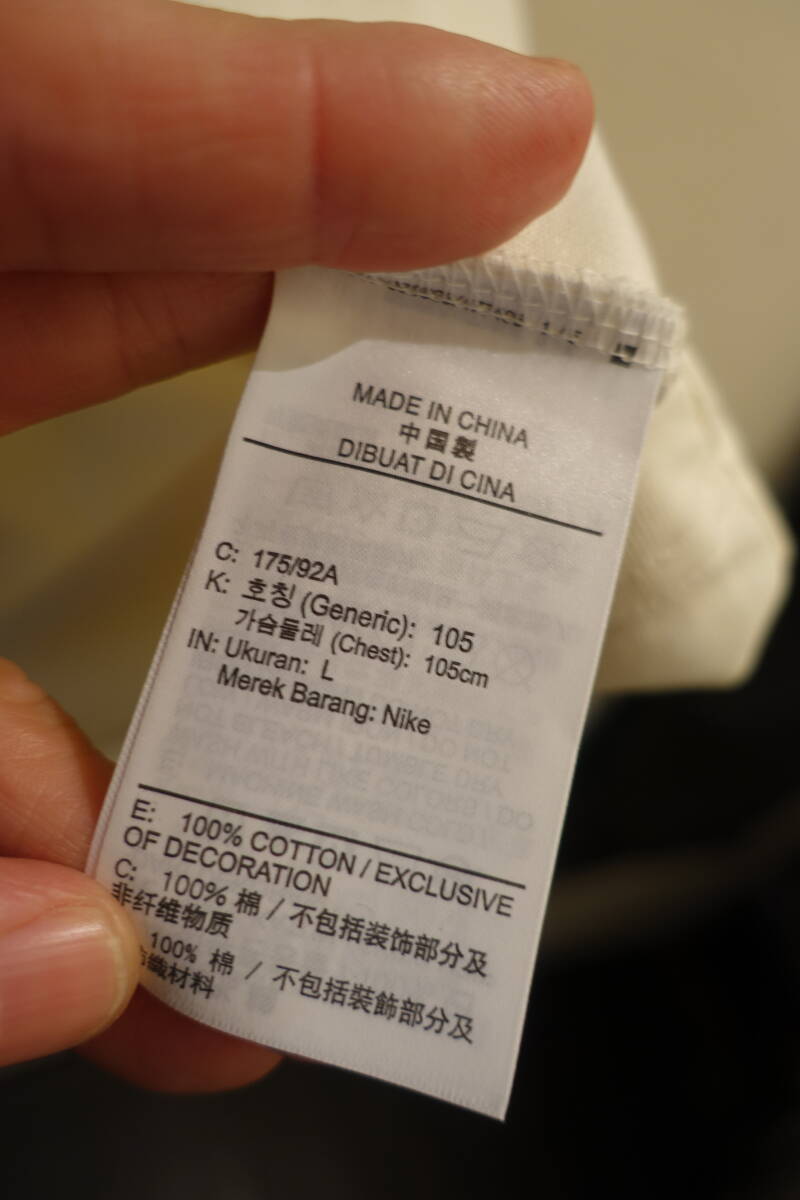 MADE IN CHINA
中国製
DIBUAT DI CINA
C: 175/92A
K: 호칭 (Generic): 105
가슴둘레 (Chest): 105cm
IN: Ukuran: L
Merek Barang: Nike
E: 100% COTTON / EXCLUSIVE
OF DECORATION
C: 100% 棉 / 不包括装饰部分及
非纤维物质
100% 棉 / 不包括裝飾部分及
織材料